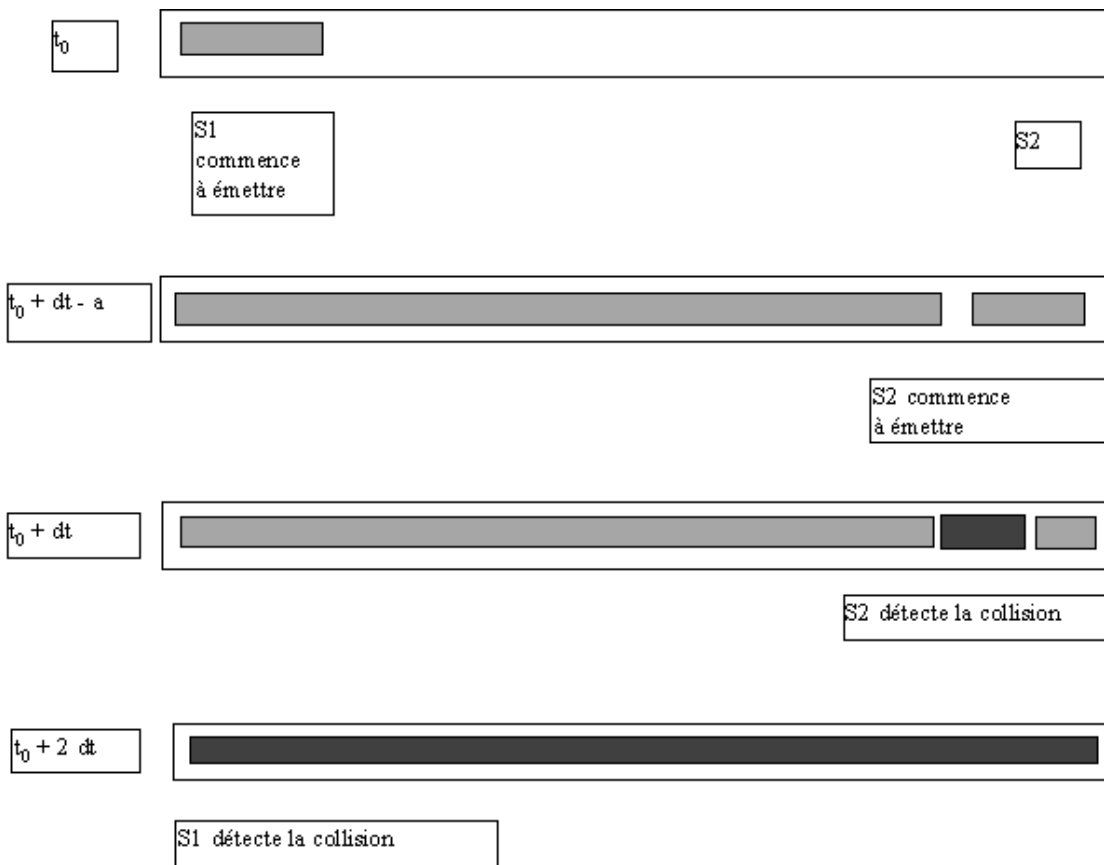 t₀
S1
commence
à émettre
S2
t₀ + dt - a
S2 commence
à émettre
t₀ + dt
S2 détecte la collision
t₀ + 2 dt
S1 détecte la collision